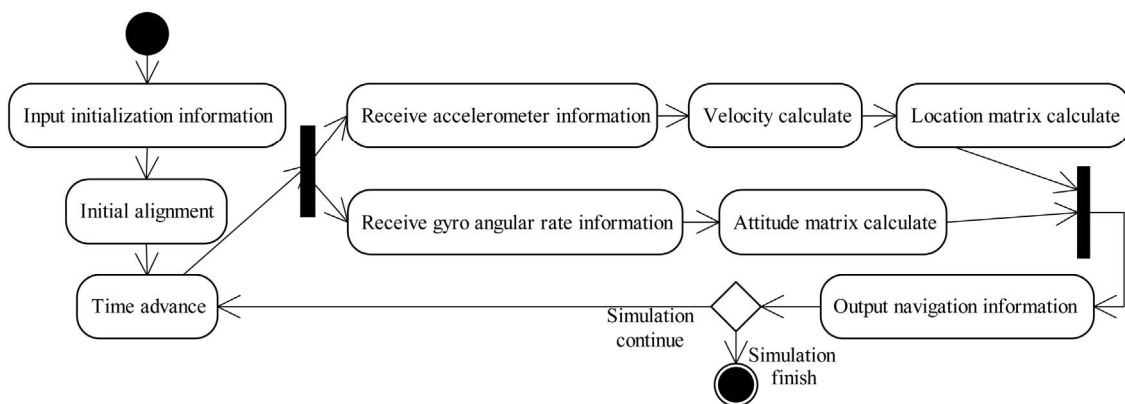 Input initialization information
Receive accelerometer information
Velocity calculate
Location matrix calculate
Initial alignment
Receive gyro angular rate information
Attitude matrix calculate
Time advance
Simulation
continue
Output navigation information
Simulation
finish